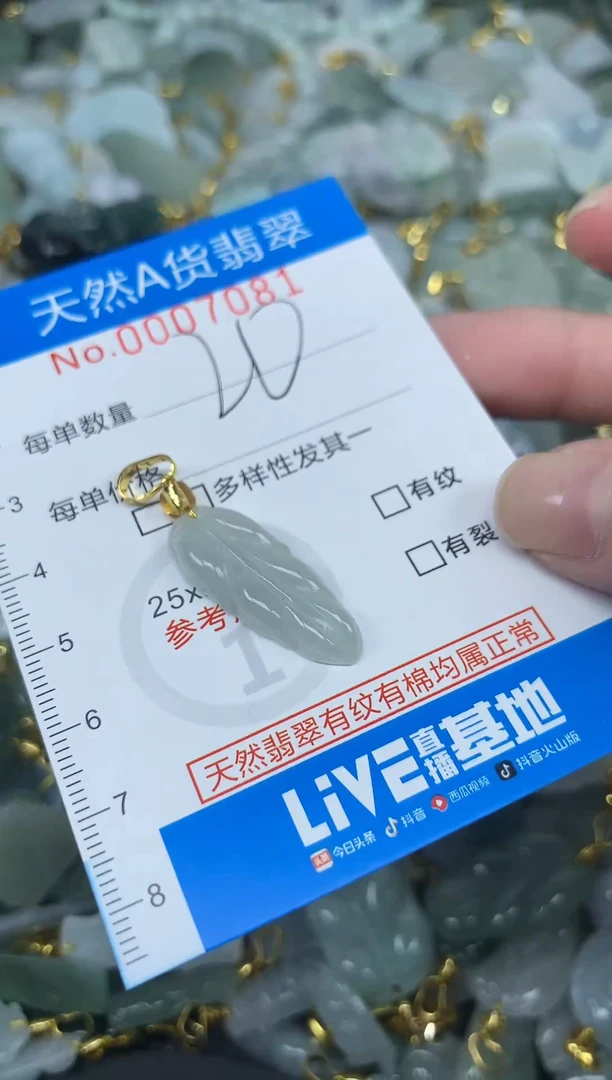 天然A货翡翠
No.0007081
每单数量
每单价格
多样性发其一
有纹
有裂
25x
参考
天然翡翠有纹有棉均属正常
LiVE直播基地
头条 今日头条 抖音 西瓜视频 抖音火山版
3
4
5
6
7
8